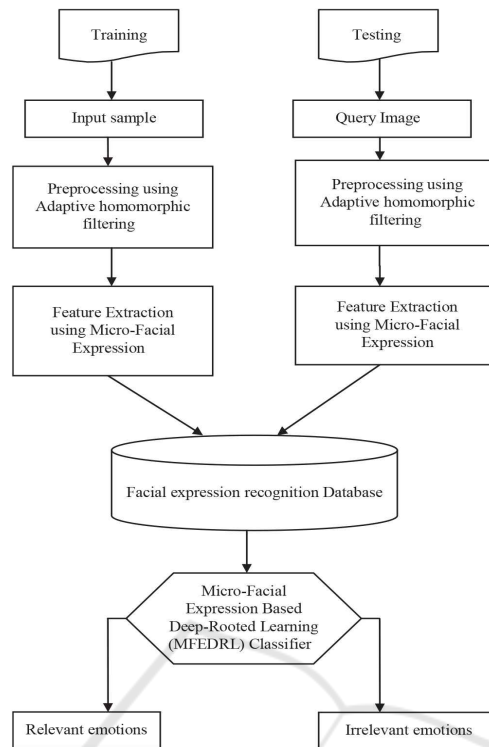 Training
Testing
Input sample
Query Image
Preprocessing using
Adaptive homomorphic
filtering
Preprocessing using
Adaptive homomorphic
filtering
Feature Extraction
using Micro-Facial
Expression
Feature Extraction
using Micro-Facial
Expression
Facial expression recognition Database
Micro-Facial
Expression Based
Deep-Rooted Learning
(MFEDRL) Classifier
Relevant emotions
Irrelevant emotions